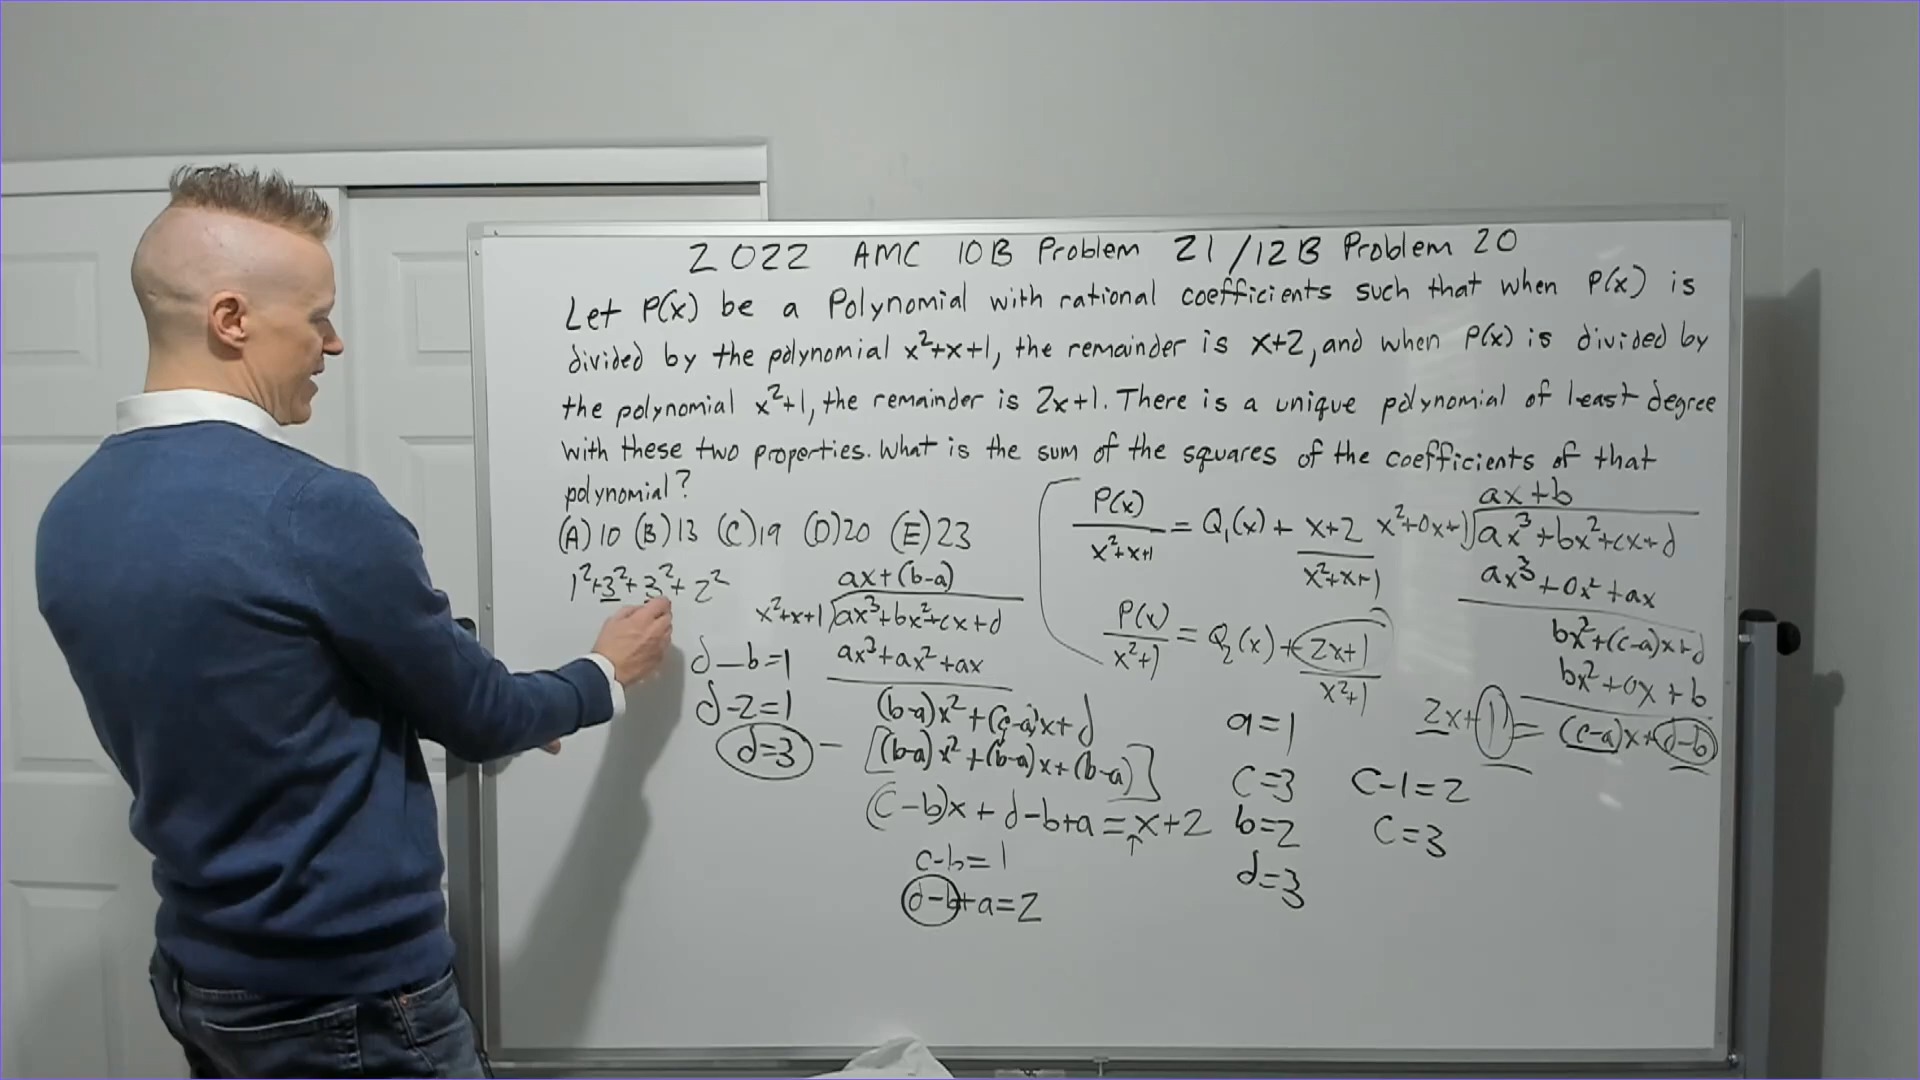 2022 AMC 10B Problem 21/12B Problem 20
Let P(x) be a Polynomial with rational coefficients such that when P(x) is
divided by the polynomial x²+x+1, the remainder is x+2, and when P(x) is divided by
the polynomial x²+1, the remainder is 2x+1. There is a unique polynomial of least degree
with these two properties. What is the sum of the squares of the coefficients of that
polynomial?
(A) 10 (B) 13 (C) 19 (D) 20 (E) 23
1²+3²+3²+2²
d-b=1
d-2=1
d=3
ax+(b-a)
x²+x+1)ax³+bx²+cx+d
ax³+ax²+ax
(b-a)x²+(c-a)x+d
-[(b-a)x²+(b-a)x+(b-a)]
(c-b)x+d-b+a=x+2
c-b=1
d-b+a=2
P(x)/x²+x+1 = Q₁(x) + x+2/x²+x+1
P(x)/x²+1 = Q₂(x) + 2x+1/x²+1
a=1
c=3
b=2
d=3
ax+b
x²+0x+1)ax³+bx²+cx+d
ax³+0x²+ax
bx²+(c-a)x+d
bx²+0x+b
2x+1=(c-a)x+d-b
c-1=2
c=3